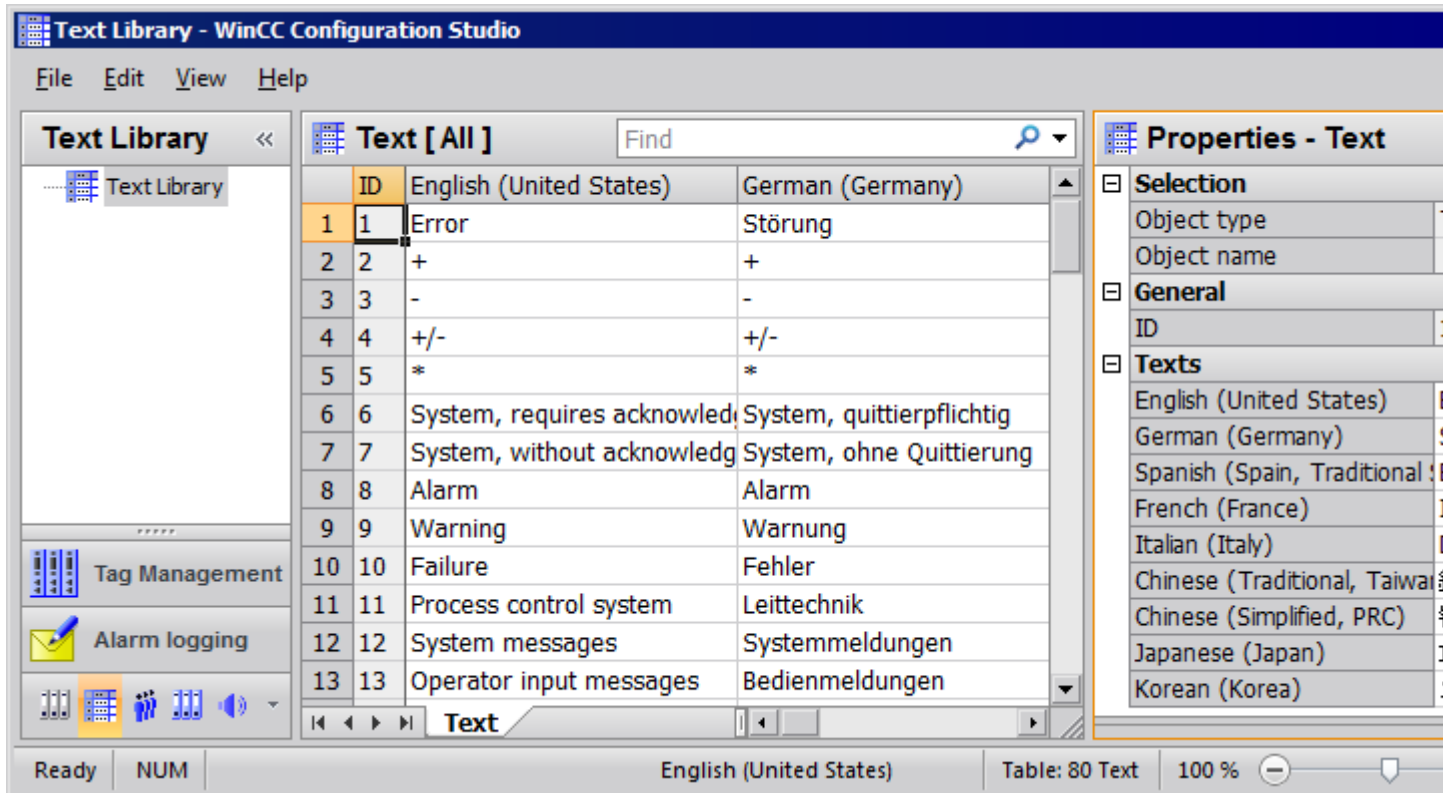 Text Library - WinCC Configuration Studio
File Edit View Help
Text Library «
Text Library
Tag Management
Alarm logging
Text [ All ] Find
ID English (United States) German (Germany)
1 1 Error Störung
2 2 + +
3 3 - -
4 4 +/- +/-
5 5 * *
6 6 System, requires System, quittierpflichtig
7 7 System, without System, ohne Quittierung
8 8 Alarm Alarm
9 9 Warning Warnung
10 10 Failure Fehler
11 11 Process control system Leittechnik
12 12 System messages Systemmeldungen
13 13 Operator input messages Bedienmeldungen
Text
Properties - Text
Selection
Object type
Object name
General
ID
Texts
English (United States)
German (Germany)
Spanish (Spain, Traditional
French (France)
Italian (Italy)
Chinese (Traditional,
Chinese (Simplified, PRC)
Japanese (Japan)
Korean (Korea)
Ready NUM English (United States) Table: 80 Text 100 %